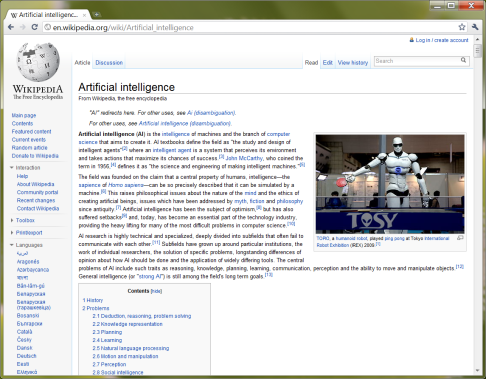 Artificial intelligenc...
en.wikipedia.org/wiki/Artificial_intelligence
Log in / create account
Article Discussion Read Edit View history Search
WIKIPEDIA
The Free Encyclopedia
Main page
Contents
Featured content
Current events
Random article
Donate to Wikipedia
Interaction
Help
About Wikipedia
Community portal
Recent changes
Contact Wikipedia
Toolbox
Print/export
Languages
العربية
Aragonés
Azərbaycanca
বাংলা
Bân-lâm-gú
Беларуская
Беларуская
(тарашкевіца)
Bosanski
Български
Català
Česky
Dansk
Deutsch
Eesti
Ελληνικά
Artificial intelligence
From Wikipedia, the free encyclopedia
"AI" redirects here. For other uses, see Ai (disambiguation).
For other uses, see Artificial intelligence (disambiguation).
Artificial intelligence (AI) is the intelligence of machines and the branch of computer
science that aims to create it. AI textbooks define the field as "the study and design of
intelligent agents"[2] where an intelligent agent is a system that perceives its environment
and takes actions that maximize its chances of success.[3] John McCarthy, who coined the
term in 1956,[4] defines it as "the science and engineering of making intelligent machines."[5]
The field was founded on the claim that a central property of humans, intelligence—the
sapience of Homo sapiens—can be so precisely described that it can be simulated by a
machine.[6] This raises philosophical issues about the nature of the mind and the ethics of
creating artificial beings, issues which have been addressed by myth, fiction and philosophy
since antiquity.[7] Artificial intelligence has been the subject of optimism,[8] but has also
suffered setbacks[9] and, today, has become an essential part of the technology industry,
providing the heavy lifting for many of the most difficult problems in computer science.[10]
AI research is highly technical and specialized, deeply divided into subfields that often fail to
communicate with each other.[11] Subfields have grown up around particular institutions, the
work of individual researchers, the solution of specific problems, longstanding differences of
opinion about how AI should be done and the application of widely differing tools. The central
problems of AI include such traits as reasoning, knowledge, planning, learning, communication, perception and the ability to move and manipulate objects.[12]
General intelligence (or "strong AI") is still among the field's long term goals.[13]
TOSY
TOPIO, a humanoid robot, played ping pong at Tokyo International
Robot Exhibition (IREX) 2009.[1]
Contents [hide]
1 History
2 Problems
2.1 Deduction, reasoning, problem solving
2.2 Knowledge representation
2.3 Planning
2.4 Learning
2.5 Natural language processing
2.6 Motion and manipulation
2.7 Perception
2.8 Social intelligence